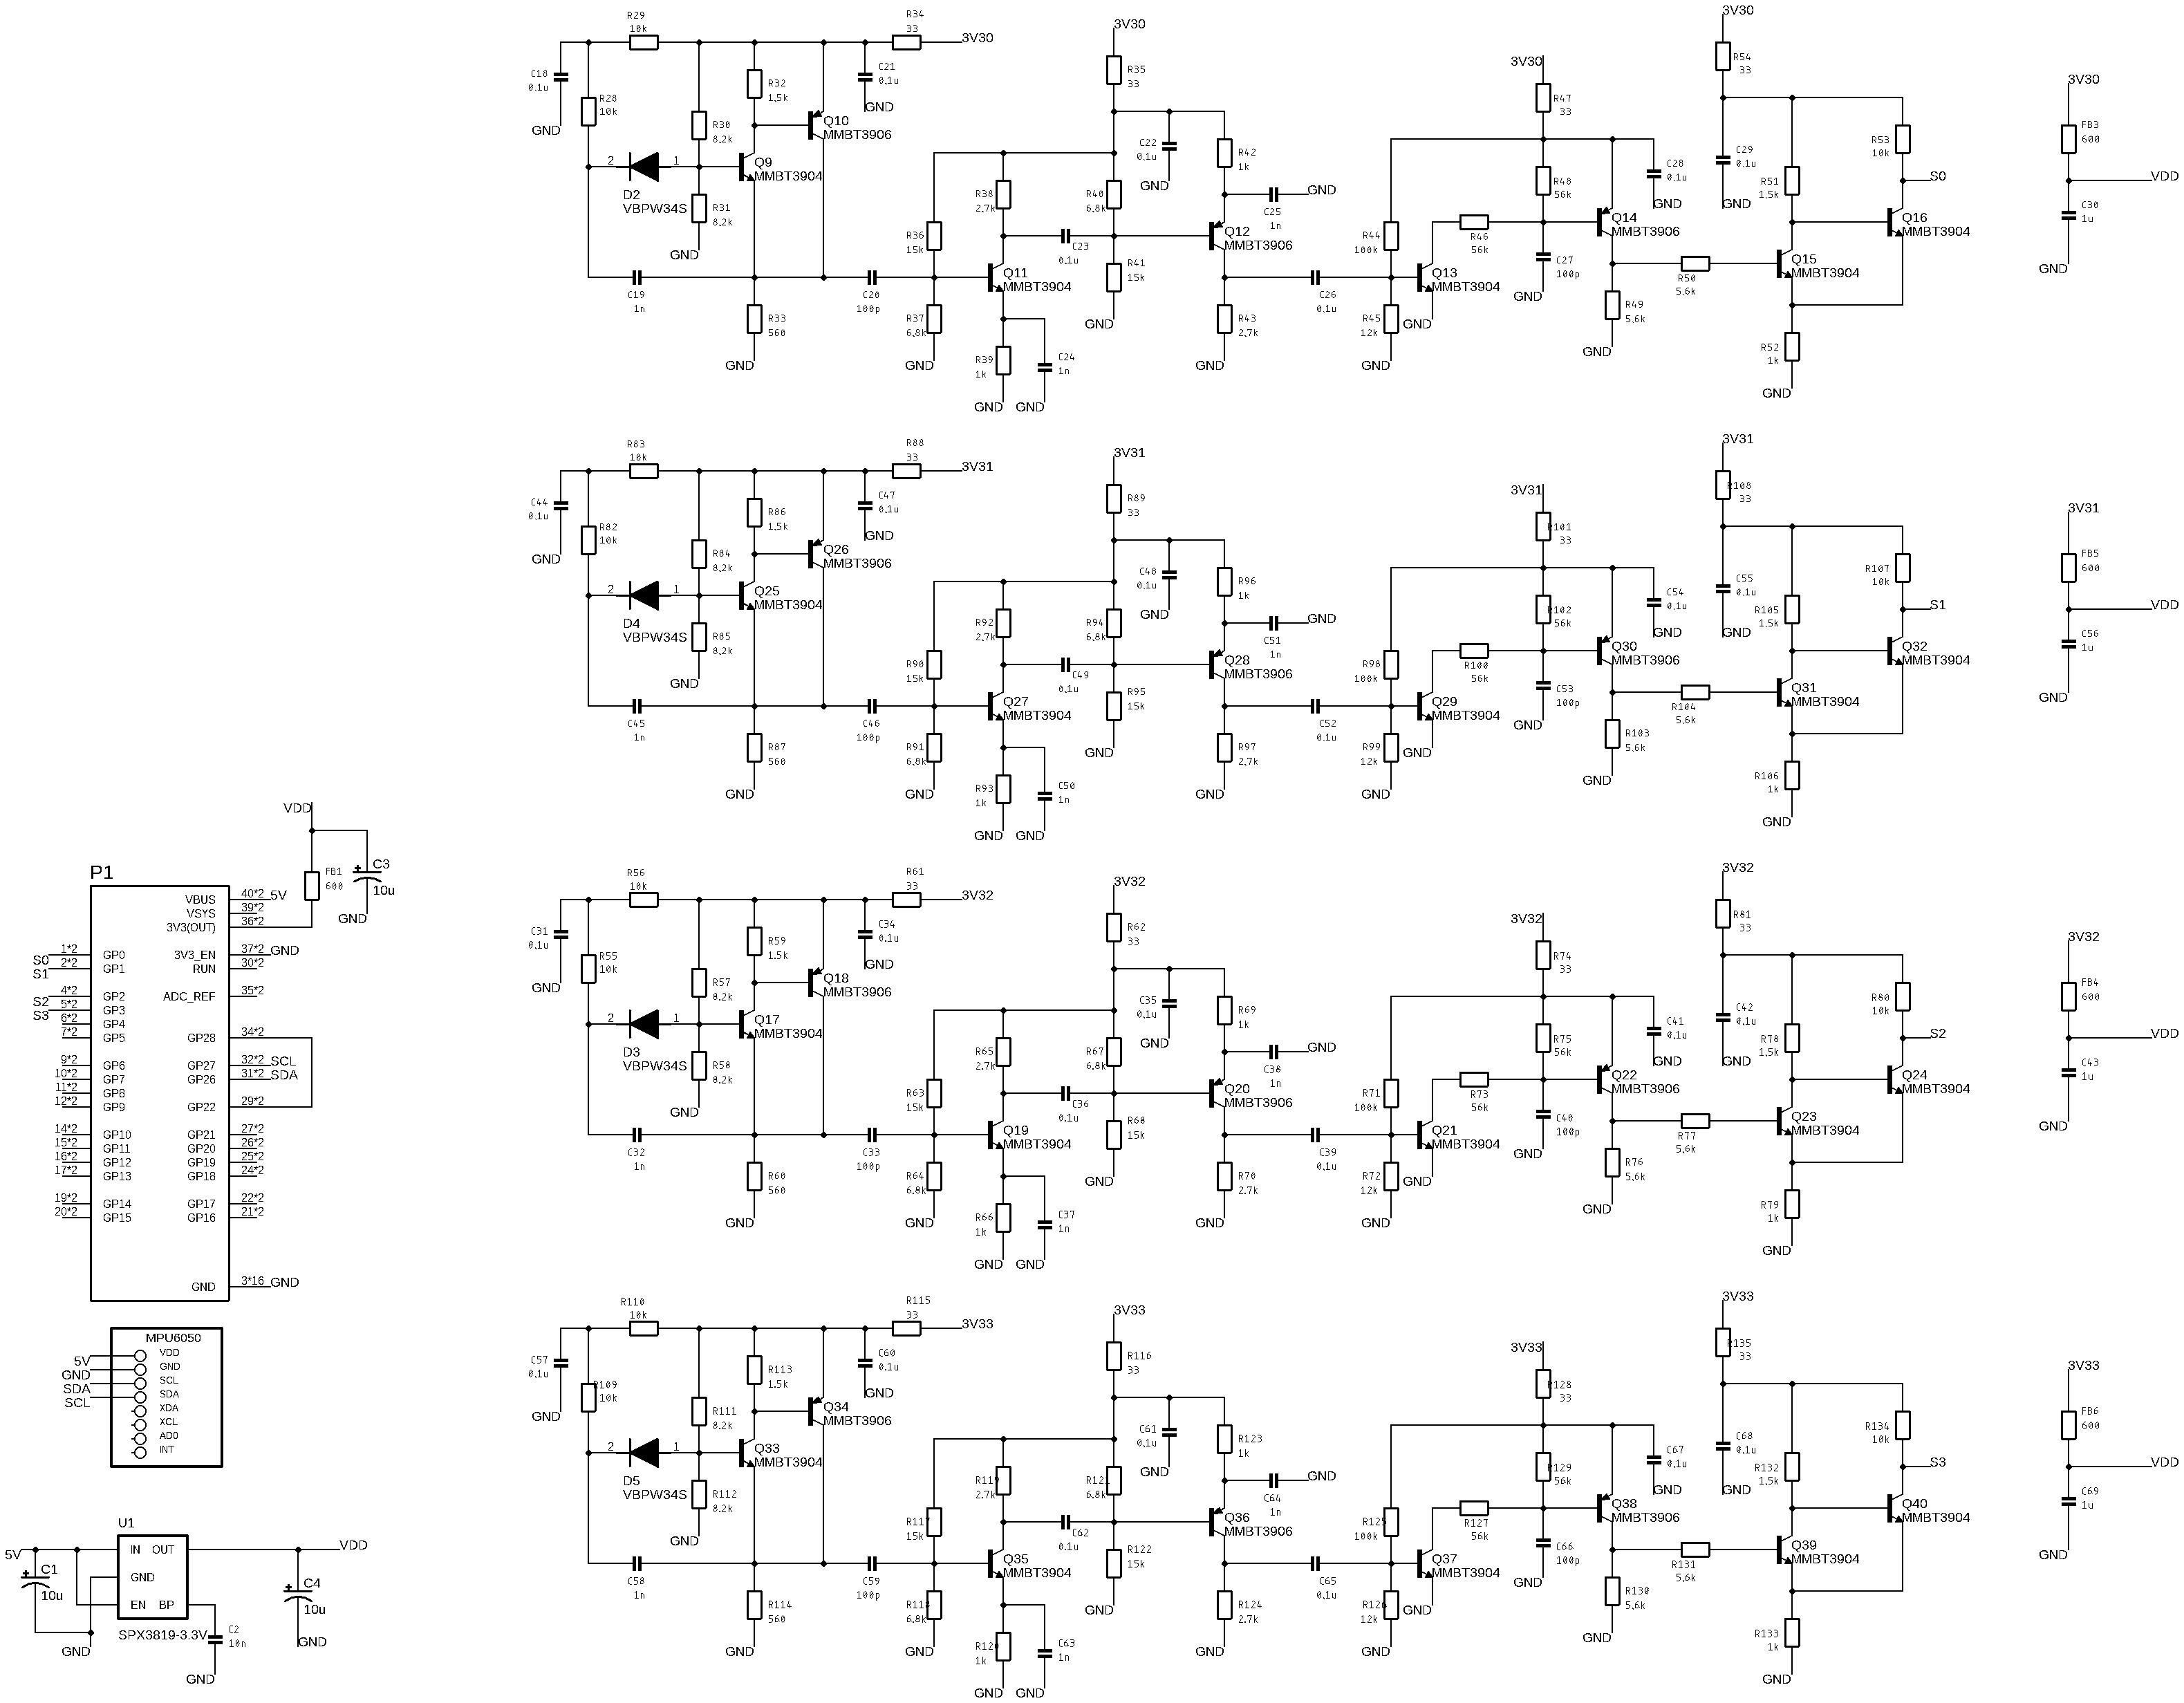 R29
10k
R34
33
3V30
C18
0.1u
GND
R28
10k
R32
1.5k
C21
0.1u
GND
R30
8.2k
Q10
MMBT3906
2
1
D2
VBPW34S
Q9
MMBT3904
R31
8.2k
GND
C19
1n
R33
560
GND
C20
100p
3V30
R35
33
R36
15k
R37
6.8k
GND
R38
2.7k
Q11
MMBT3904
R39
1k
GND
C24
1n
GND
C23
0.1u
R40
6.8k
R41
15k
GND
C22
0.1u
GND
R42
1k
C25
1n
GND
Q12
MMBT3906
R43
2.7k
GND
C26
0.1u
3V30
R47
33
R44
100k
R45
12k
GND
Q13
MMBT3904
GND
R46
56k
R48
56k
C27
100p
GND
Q14
MMBT3906
C28
0.1u
GND
R49
5.6k
GND
R50
5.6k
3V30
R54
33
C29
0.1u
GND
R51
1.5k
Q15
MMBT3904
R52
1k
GND
R53
10k
S0
Q16
MMBT3904
3V30
FB3
600
VDD
C30
1u
GND
R83
10k
R88
33
3V31
C44
0.1u
GND
R82
10k
R86
1.5k
C47
0.1u
GND
R84
8.2k
Q26
MMBT3906
2
1
D4
VBPW34S
Q25
MMBT3904
R85
8.2k
GND
C45
1n
R87
560
GND
C46
100p
3V31
R89
33
R90
15k
R91
6.8k
GND
R92
2.7k
Q27
MMBT3904
R93
1k
GND
C50
1n
GND
C49
0.1u
R94
6.8k
R95
15k
GND
C48
0.1u
GND
R96
1k
C51
1n
GND
Q28
MMBT3906
R97
2.7k
GND
C52
0.1u
3V31
R101
33
R98
100k
R99
12k
GND
Q29
MMBT3904
GND
R100
56k
R102
56k
C53
100p
GND
Q30
MMBT3906
C54
0.1u
GND
R103
5.6k
GND
R104
5.6k
3V31
R108
33
C55
0.1u
GND
R105
1.5k
Q31
MMBT3904
R106
1k
GND
R107
10k
S1
Q32
MMBT3904
3V31
FB5
600
VDD
C56
1u
GND
R56
10k
R61
33
3V32
C31
0.1u
GND
R55
10k
R59
1.5k
C34
0.1u
GND
R57
8.2k
Q18
MMBT3906
2
1
D3
VBPW34S
Q17
MMBT3904
R58
8.2k
GND
C32
1n
R60
560
GND
C33
100p
3V32
R62
33
R63
15k
R64
6.8k
GND
R65
2.7k
Q19
MMBT3904
R66
1k
GND
C37
1n
GND
C36
0.1u
R67
6.8k
R68
15k
GND
C35
0.1u
GND
R69
1k
C38
1n
GND
Q20
MMBT3906
R70
2.7k
GND
C39
0.1u
3V32
R74
33
R71
100k
R72
12k
GND
Q21
MMBT3904
GND
R73
56k
R75
56k
C40
100p
GND
Q22
MMBT3906
C41
0.1u
GND
R76
5.6k
GND
R77
5.6k
3V32
R81
33
C42
0.1u
GND
R78
1.5k
Q23
MMBT3904
R79
1k
GND
R80
10k
S2
Q24
MMBT3904
3V32
FB4
600
VDD
C43
1u
GND
R110
10k
R115
33
3V33
C57
0.1u
GND
R109
10k
R113
1.5k
C60
0.1u
GND
R111
8.2k
Q34
MMBT3906
2
1
D5
VBPW34S
Q33
MMBT3904
R112
8.2k
GND
C58
1n
R114
560
GND
C59
100p
3V33
R116
33
R117
15k
R118
6.8k
GND
R119
2.7k
Q35
MMBT3904
R120
1k
GND
C63
1n
GND
C62
0.1u
R121
6.8k
R122
15k
GND
C61
0.1u
GND
R123
1k
C64
1n
GND
Q36
MMBT3906
R124
2.7k
GND
C65
0.1u
3V33
R128
33
R125
100k
R126
12k
GND
Q37
MMBT3904
GND
R127
56k
R129
56k
C66
100p
GND
Q38
MMBT3906
C67
0.1u
GND
R130
5.6k
GND
R131
5.6k
3V33
R135
33
C68
0.1u
GND
R132
1.5k
Q39
MMBT3904
R133
1k
GND
R134
10k
S3
Q40
MMBT3904
3V33
FB6
600
VDD
C69
1u
GND
VDD
FB1
600
C3
10u
GND
P1
VBUS 40*2 5V
VSYS 39*2
3V3(OUT) 36*2
S0 1*2 GP0 3V3_EN 37*2 GND
S1 2*2 GP1 RUN 30*2
S2 4*2 GP2 ADC_REF 35*2
S3 5*2 GP3
6*2 GP4
7*2 GP5 GP28 34*2
9*2 GP6 GP27 32*2 SCL
10*2 GP7 GP26 31*2 SDA
11*2 GP8
12*2 GP9 GP22 29*2
14*2 GP10 GP21 27*2
15*2 GP11 GP20 26*2
16*2 GP12 GP19 25*2
17*2 GP13 GP18 24*2
19*2 GP14 GP17 22*2
20*2 GP15 GP16 21*2
GND 3*16 GND
MPU6050
5V VDD
GND GND
SDA SCL
SCL SDA
XDA
XCL
AD0
INT
U1
5V IN OUT VDD
C1
10u
GND
EN BP
SPX3819-3.3V
GND
C2
10n
GND
C4
10u
GND